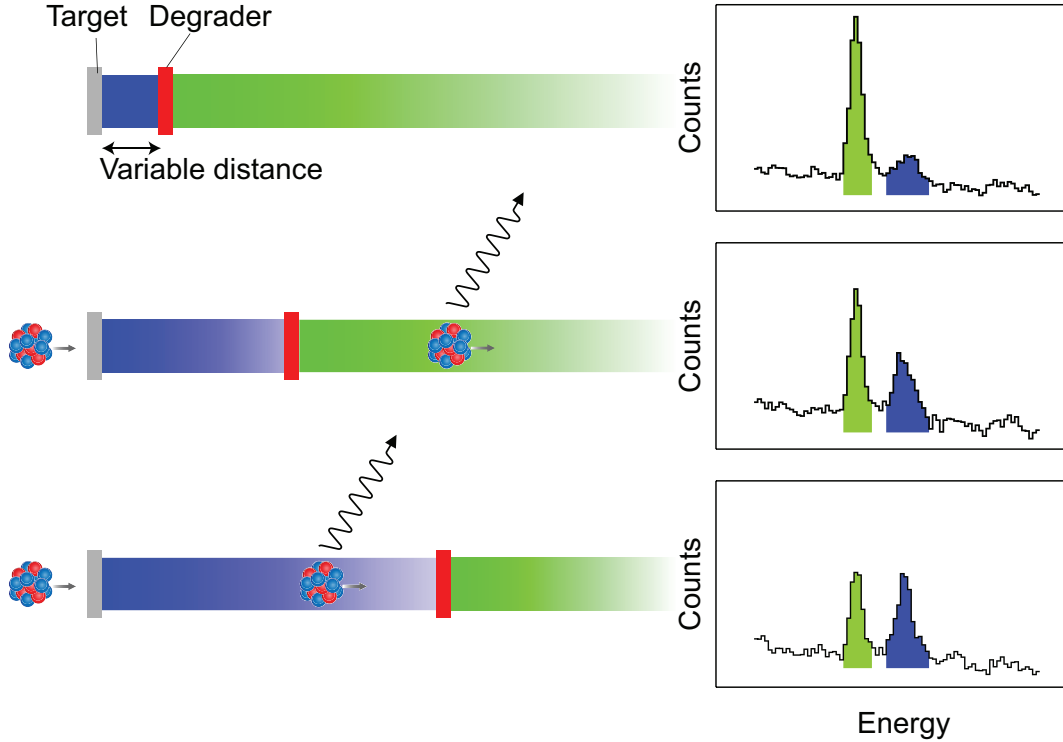 Target
Degrader
Variable distance
Counts
Counts
Counts
Energy